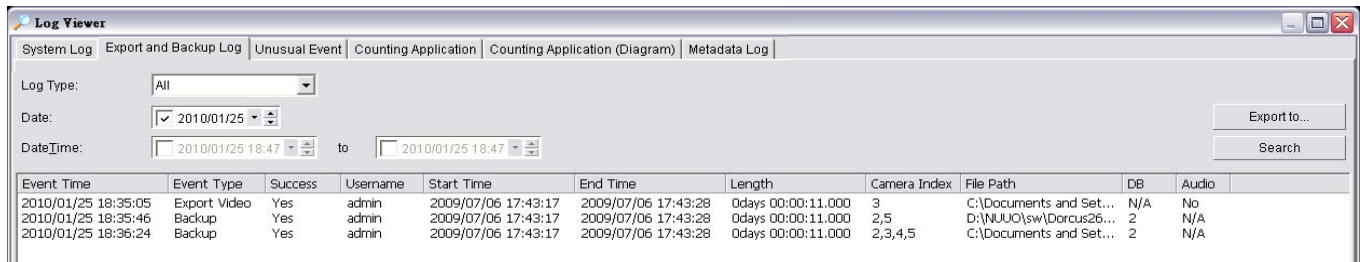 Log Viewer
System Log Export and Backup Log Unusual Event Counting Application Counting Application (Diagram) Metadata Log
Log Type: All
Date: 2010/01/25 Export to...
DateTime: 2010/01/25 18:47 to 2010/01/25 18:47 Search
Event Time Event Type Success Username Start Time End Time Length Camera Index File Path DB Audio
2010/01/25 18:35:05 Export Video Yes admin 2009/07/06 17:43:17 2009/07/06 17:43:28 0days 00:00:11.000 3 C:\Documents and Set... N/A No
2010/01/25 18:35:46 Backup Yes admin 2009/07/06 17:43:17 2009/07/06 17:43:28 0days 00:00:11.000 2,5 D:\NUUO\sw\Dorcus26... 2 N/A
2010/01/25 18:36:24 Backup Yes admin 2009/07/06 17:43:17 2009/07/06 17:43:28 0days 00:00:11.000 2,3,4,5 C:\Documents and Set... 2 N/A